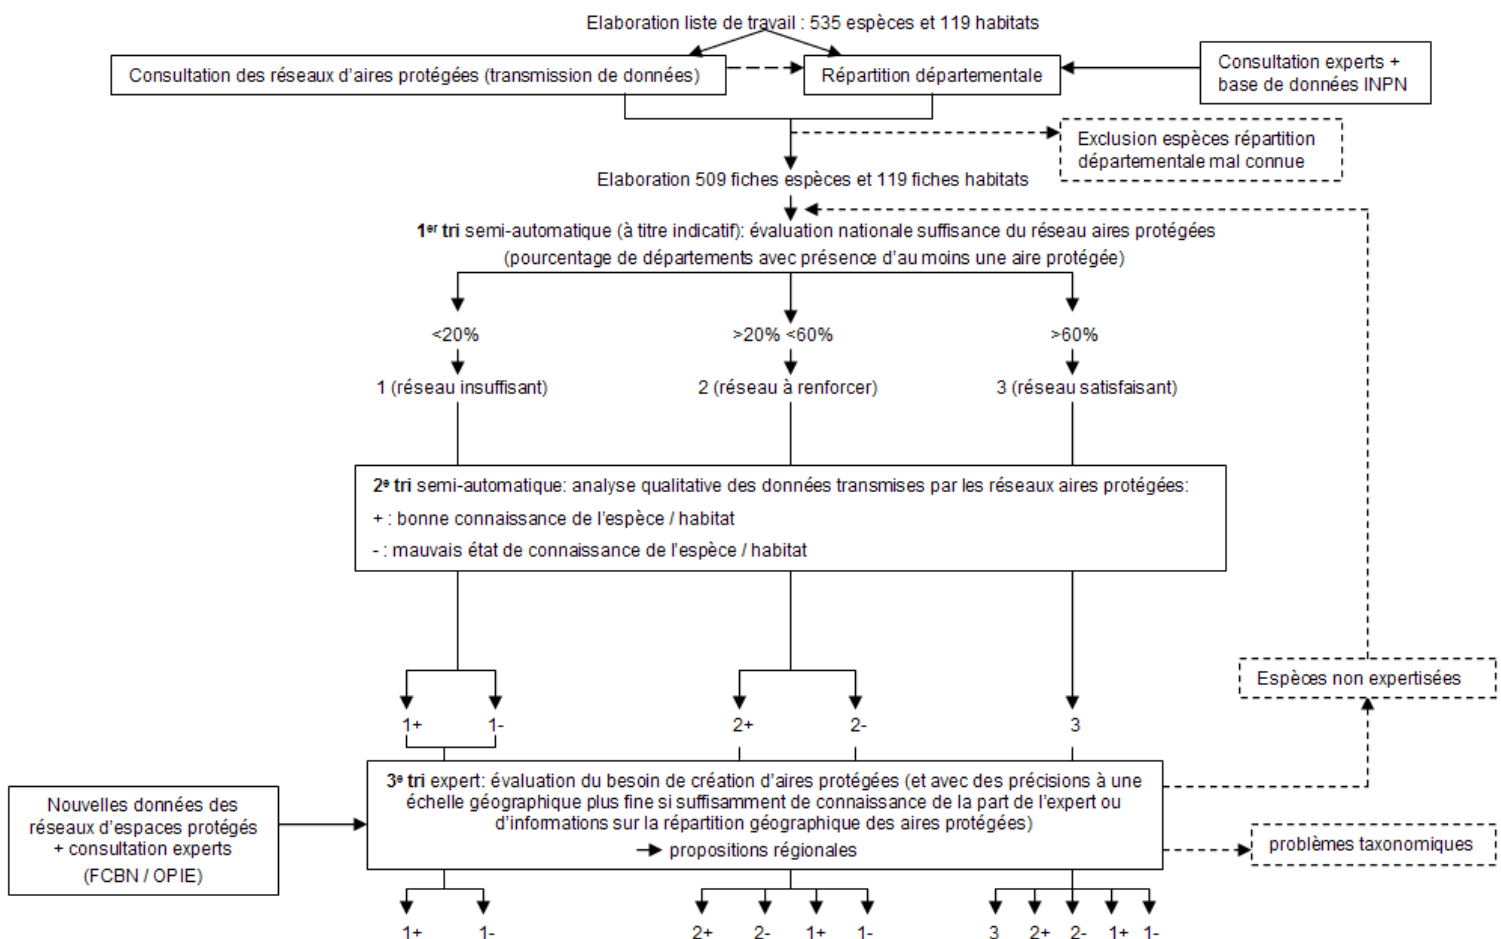 Elaboration liste de travail : 535 espèces et 119 habitats
Consultation des réseaux d'aires protégées (transmission de données)
Répartition départementale
Consultation experts +
base de données INPN
Exclusion espèces répartition
départementale mal connue
Elaboration 509 fiches espèces et 119 fiches habitats
1er tri semi-automatique (à titre indicatif): évaluation nationale suffisance du réseau aires protégées
(pourcentage de départements avec présence d'au moins une aire protégée)
<20%
>20% <60%
>60%
1 (réseau insuffisant)
2 (réseau à renforcer)
3 (réseau satisfaisant)
2e tri semi-automatique: analyse qualitative des données transmises par les réseaux aires protégées:
+ : bonne connaissance de l'espèce / habitat
- : mauvais état de connaissance de l'espèce / habitat
Espèces non expertisées
1+
1-
2+
2-
3
3e tri expert: évaluation du besoin de création d'aires protégées (et avec des précisions à une
échelle géographique plus fine si suffisamment de connaissance de la part de l'expert ou
d'informations sur la répartition géographique des aires protégées)
→ propositions régionales
Nouvelles données des
réseaux d'espaces protégés
+ consultation experts
(FCBN / OPIE)
problèmes taxonomiques
1+
1-
2+
2-
1+
1-
3
2+
2-
1+
1-